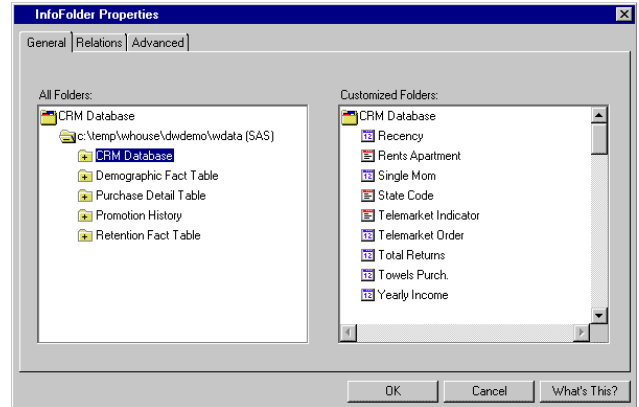 InfoFolder Properties
General Relations Advanced
All Folders:
CRM Database
c:\temp\whouse\dwdemo\wdata (SAS)
CRM Database
Demographic Fact Table
Purchase Detail Table
Promotion History
Retention Fact Table
Customized Folders:
CRM Database
Recency
Rents Apartment
Single Mom
State Code
Telemarket Indicator
Telemarket Order
Total Returns
Towels Purch.
Yearly Income
OK Cancel What's This?